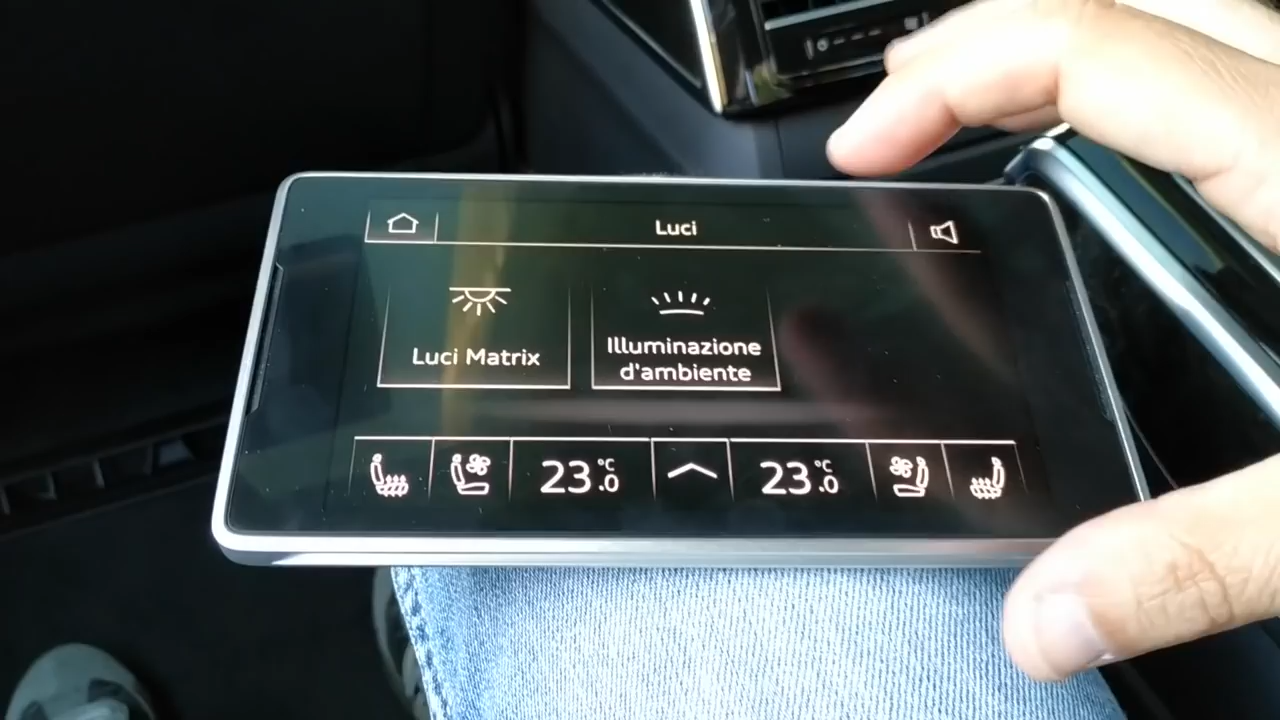 Luci
Luci Matrix
Illuminazione
d'ambiente
23.0 °C
23.0 °C